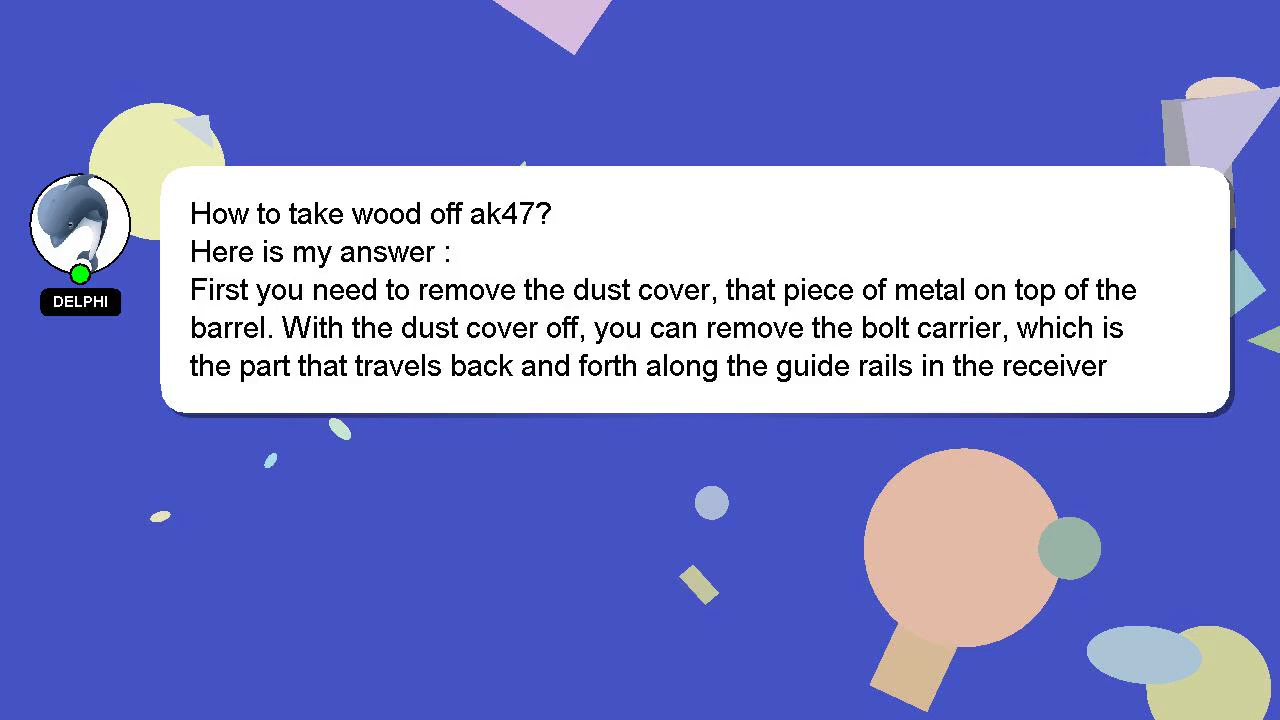 How to take wood off ak47?
Here is my answer :
First you need to remove the dust cover, that piece of metal on top of the
barrel. With the dust cover off, you can remove the bolt carrier, which is
the part that travels back and forth along the guide rails in the receiver
DELPHI